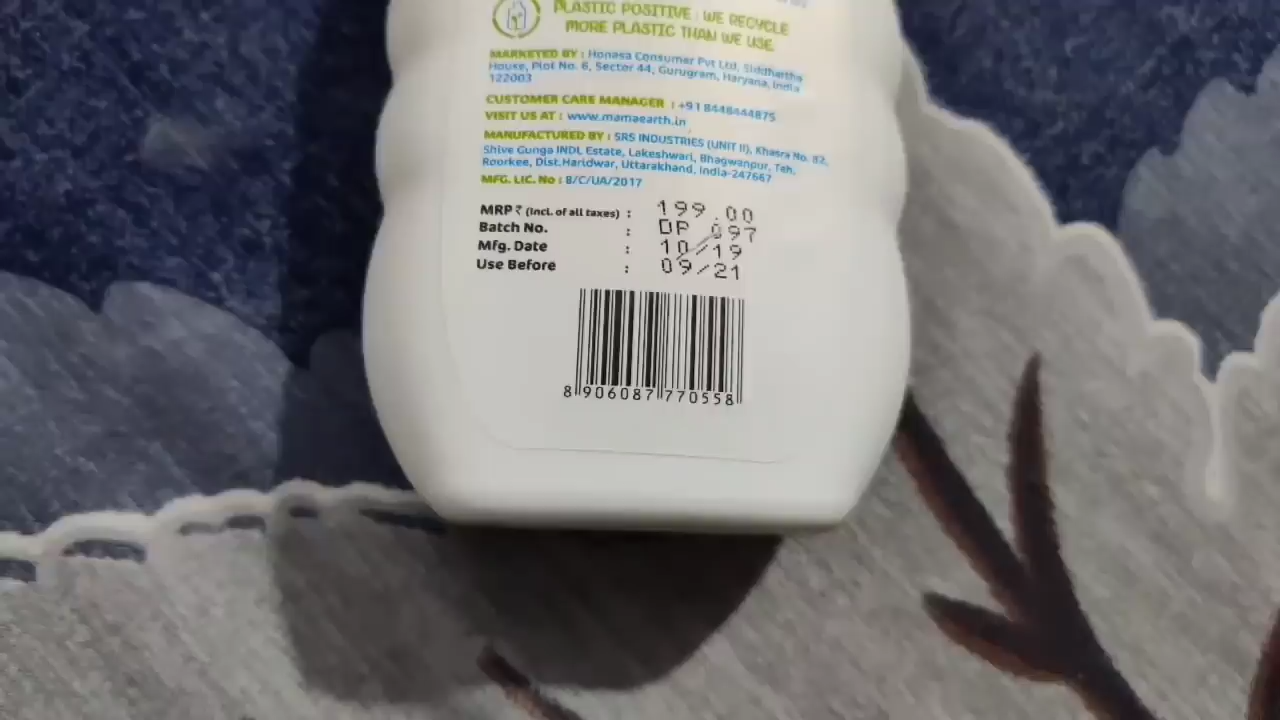 PLASTIC POSITIVE : WE RECYCLE
MORE PLASTIC THAN WE USE.
MARKETED BY : Honasa Consumer Pvt Ltd, Siddhartha
House, Plot No. 6, Sector 44, Gurugram, Haryana, India
122003
CUSTOMER CARE MANAGER : +91 8448444875
VISIT US AT : www.mamaearth.in
MANUFACTURED BY : SRS INDUSTRIES (UNIT II), Khasra No. 82,
Shive Gunga INDL Estate, Lakeshwari, Bhagwanpur, Teh,
Roorkee, Dist.Haridwar, Uttarakhand, India-247667
MFG. LIC. No : 8/C/UA/2017
MRP ₹ (Incl. of all taxes) : 199.00
Batch No. : DP 097
Mfg. Date : 10/19
Use Before : 09/21
8 906087 770558